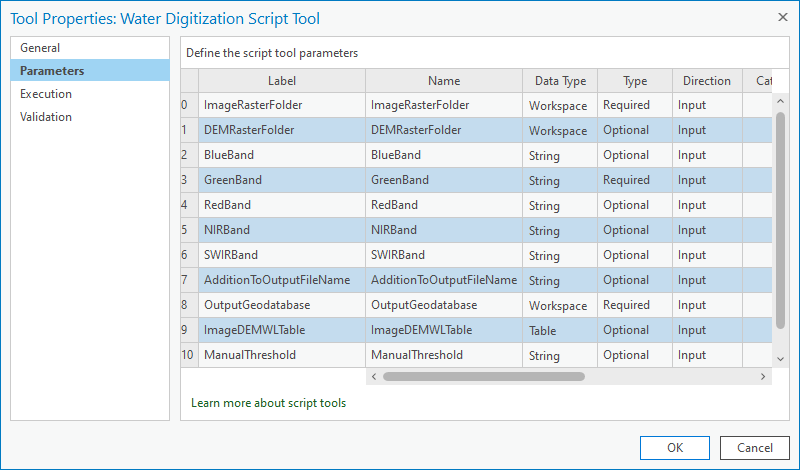 Tool Properties: Water Digitization Script Tool
General
Parameters
Execution
Validation
Define the script tool parameters
Label Name Data Type Type Direction Cat
0 ImageRasterFolder ImageRasterFolder Workspace Required Input
1 DEMRasterFolder DEMRasterFolder Workspace Optional Input
2 BlueBand BlueBand String Optional Input
3 GreenBand GreenBand String Required Input
4 RedBand RedBand String Optional Input
5 NIRBand NIRBand String Optional Input
6 SWIRBand SWIRBand String Optional Input
7 AdditionToOutputFileName AdditionToOutputFileName String Optional Input
8 OutputGeodatabase OutputGeodatabase Workspace Required Input
9 ImageDEMWLTable ImageDEMWLTable Table Optional Input
10 ManualThreshold ManualThreshold String Optional Input
Learn more about script tools
OK Cancel